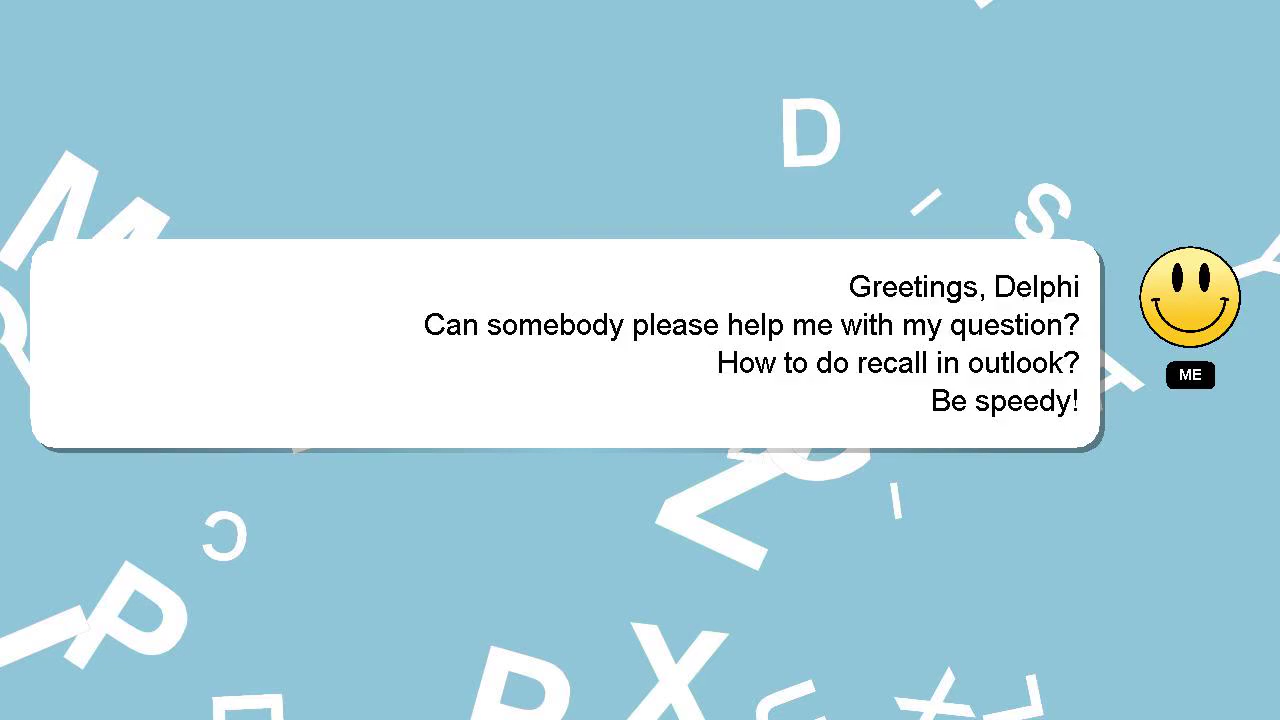 Greetings, Delphi
Can somebody please help me with my question?
How to do recall in outlook?
Be speedy!
ME